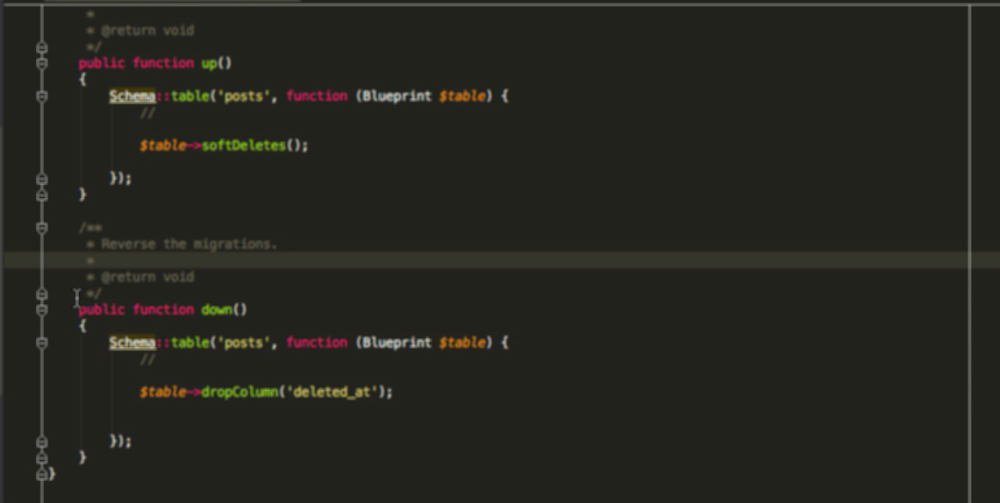 *
* @return void
*/
public function up()
{
Schema::table('posts', function (Blueprint $table) {
//
$table->softDeletes();
});
}
/**
* Reverse the migrations.
*
* @return void
*/
public function down()
{
Schema::table('posts', function (Blueprint $table) {
//
$table->dropColumn('deleted_at');
});
}
}